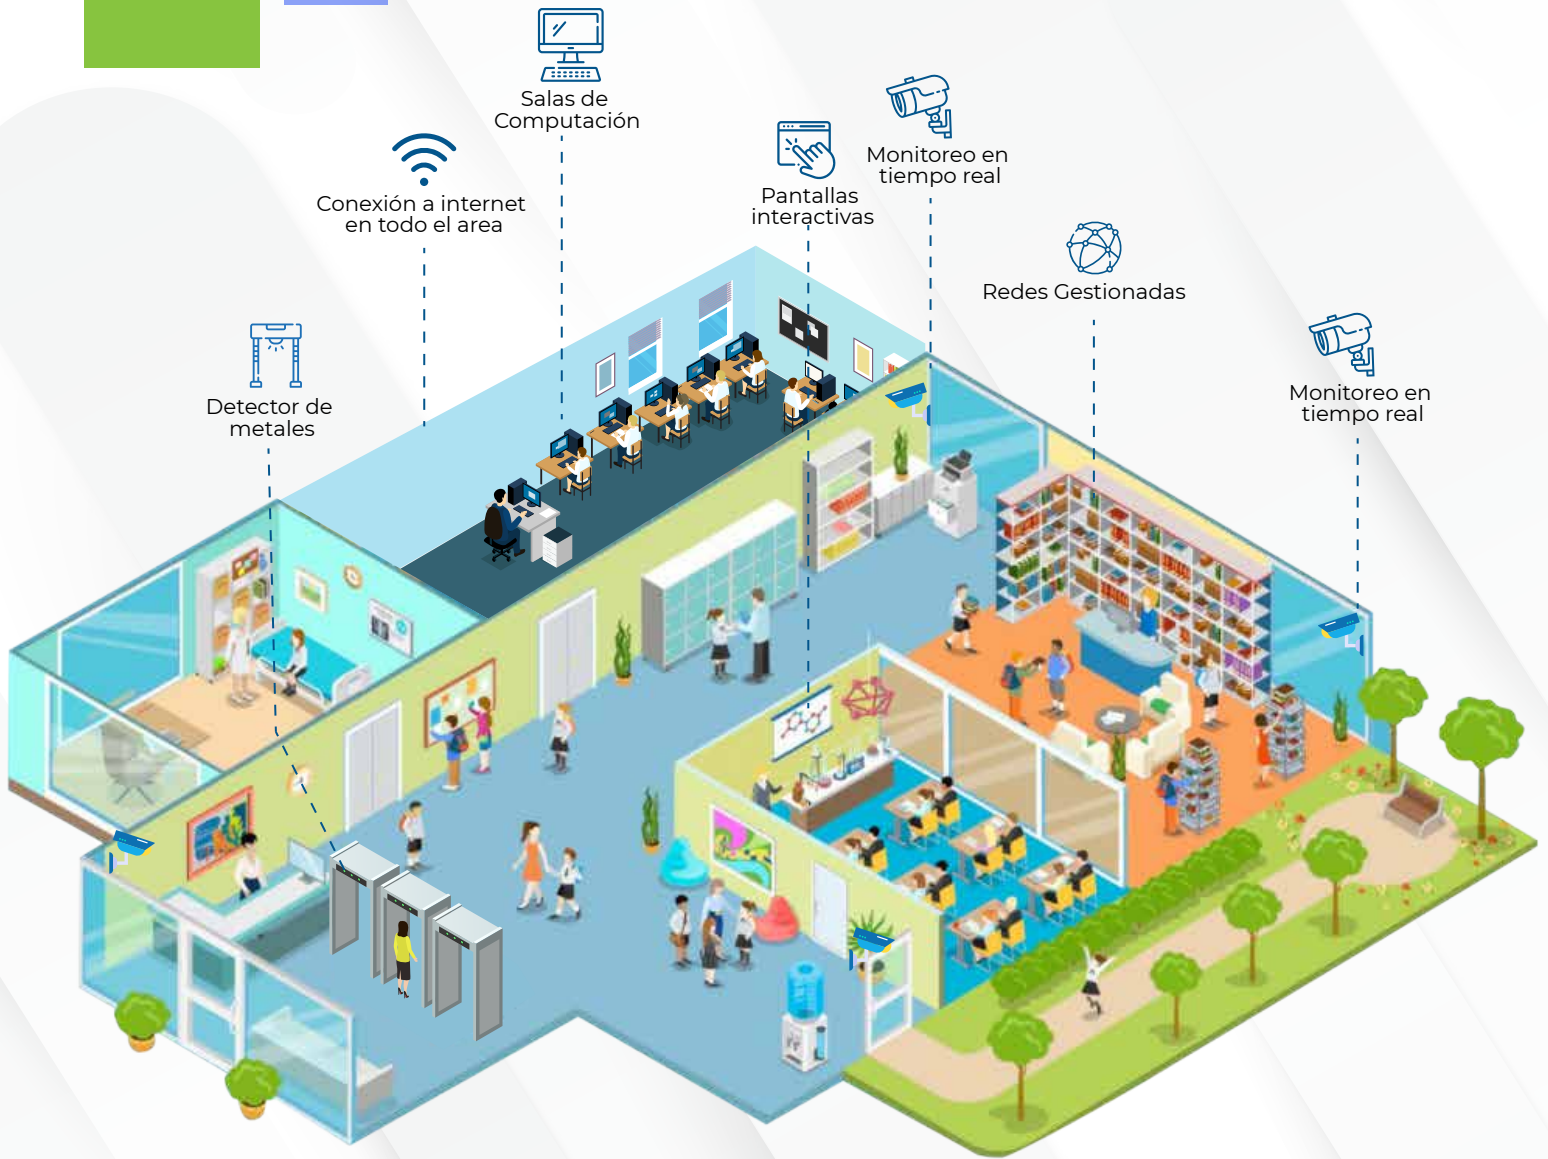 Salas de
Computación
Conexión a internet
en todo el area
Pantallas
interactivas
Monitoreo en
tiempo real
Redes Gestionadas
Monitoreo en
tiempo real
Detector de
metales